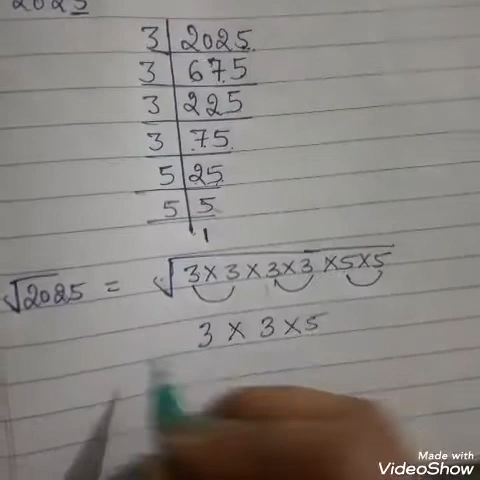 2025
3 | 2025
3 | 675
3 | 225
3 | 75
5 | 25
5 | 5
1
√2025 = √3×3×3×3×5×5
3 × 3 × 5
Made with
VideoShow